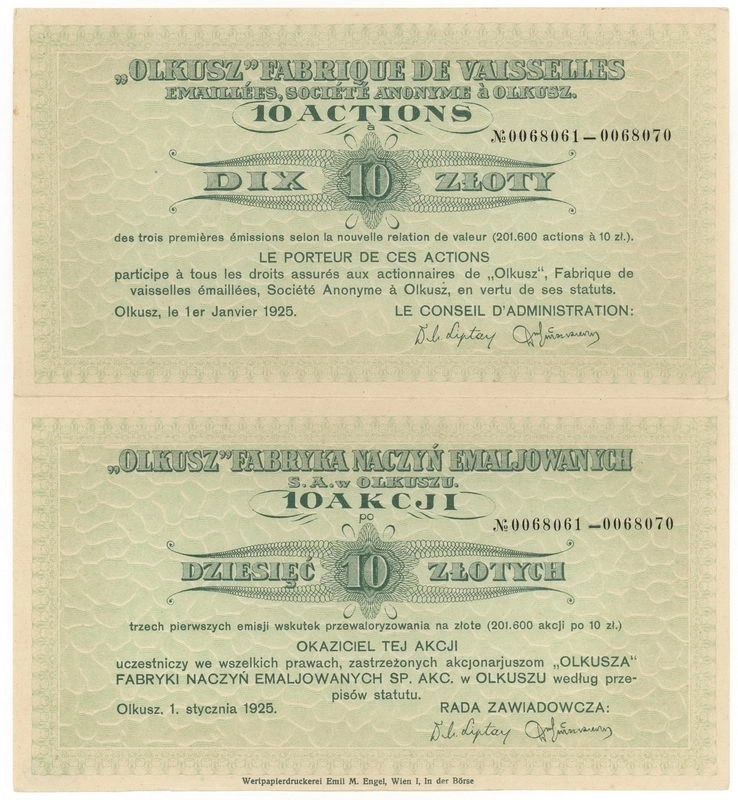 „OLKUSZ” FABRIQUE DE VAISSELLES
EMAILLÉES, SOCIÉTÉ ANONYME à OLKUSZ.
10 ACTIONS
à
№ 0068061—0068070
DIX 10 ZŁOTY
des trois premières émissions selon la nouvelle relation de valeur (201.600 actions à 10 zł.).
LE PORTEUR DE CES ACTIONS
participe à tous les droits assurés aux actionnaires de „Olkusz“, Fabrique de
vaisselles émaillées, Société Anonyme à Olkusz, en vertu de ses statuts.
Olkusz, le 1er Janvier 1925. LE CONSEIL D'ADMINISTRATION:
„OLKUSZ” FABRYKA NACZYŃ EMALJOWANYCH
S. A. w OLKUSZU.
10 AKCJI
po
№ 0068061—0068070
DZIESIĘĆ 10 ZŁOTYCH
trzech pierwszych emisji wskutek przewaloryzowania na złote (201.600 akcji po 10 zł.)
OKAZICIEL TEJ AKCJI
uczestniczy we wszelkich prawach, zastrzeżonych akcjonarjuszom „OLKUSZA“
FABRYKI NACZYŃ EMALJOWANYCH SP. AKC. w OLKUSZU według prze-
pisów statutu.
Olkusz, 1. stycznia 1925. RADA ZAWIADOWCZA:
Wertpapierdruckerei Emil M. Engel, Wien I, In der Börse